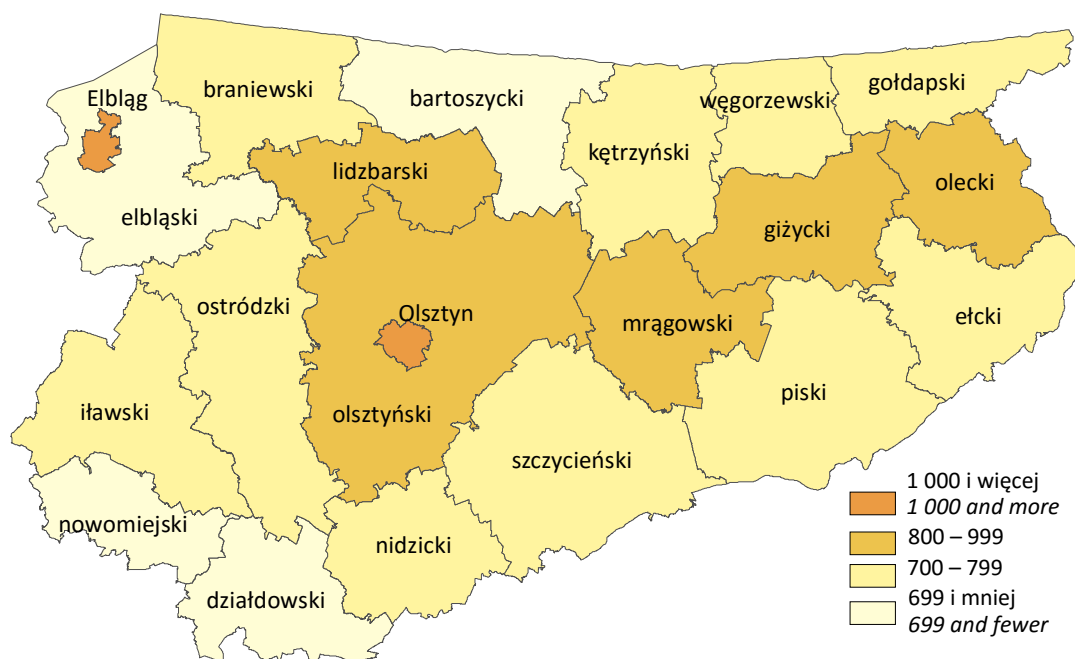 Elbląg
braniewski
bartoszycki
węgorzewski
gołdapski
kętrzyński
lidzbarski
olecki
elbląski
giżycki
ostródzki
Olsztyn
mrągowski
ełcki
iławski
olsztyński
piski
szczycieński
nowomiejski
nidzicki
działdowski
1 000 i więcej
1 000 and more
800 – 999
700 – 799
699 i mniej
699 and fewer